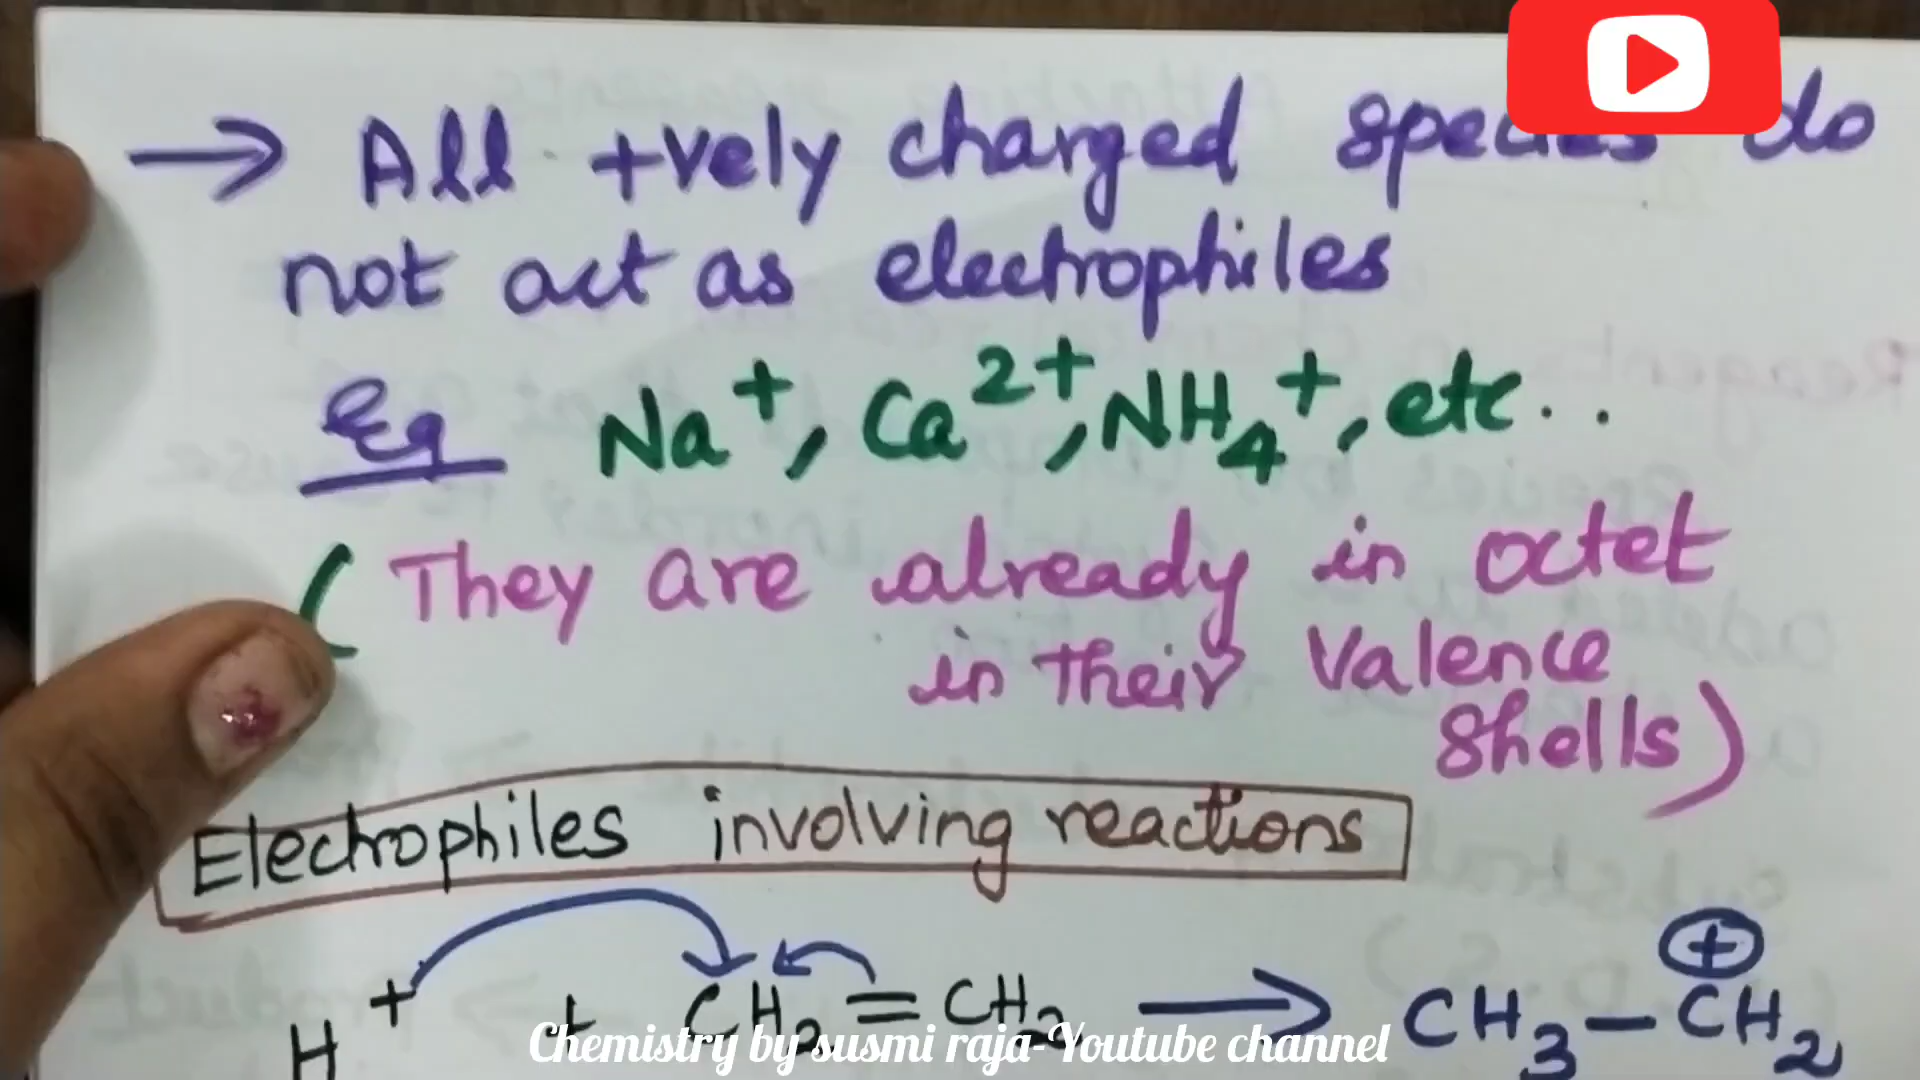 → All +vely charged species do
not act as electrophiles
Eg Na⁺, Ca²⁺, NH₄⁺, etc..
(They are already in octet
in their valence
shells)
Electrophiles involving reactions
H⁺ + CH₂ = CH₂ → CH₃ – C⊕H₂
Chemistry by susmi raja-Youtube channel